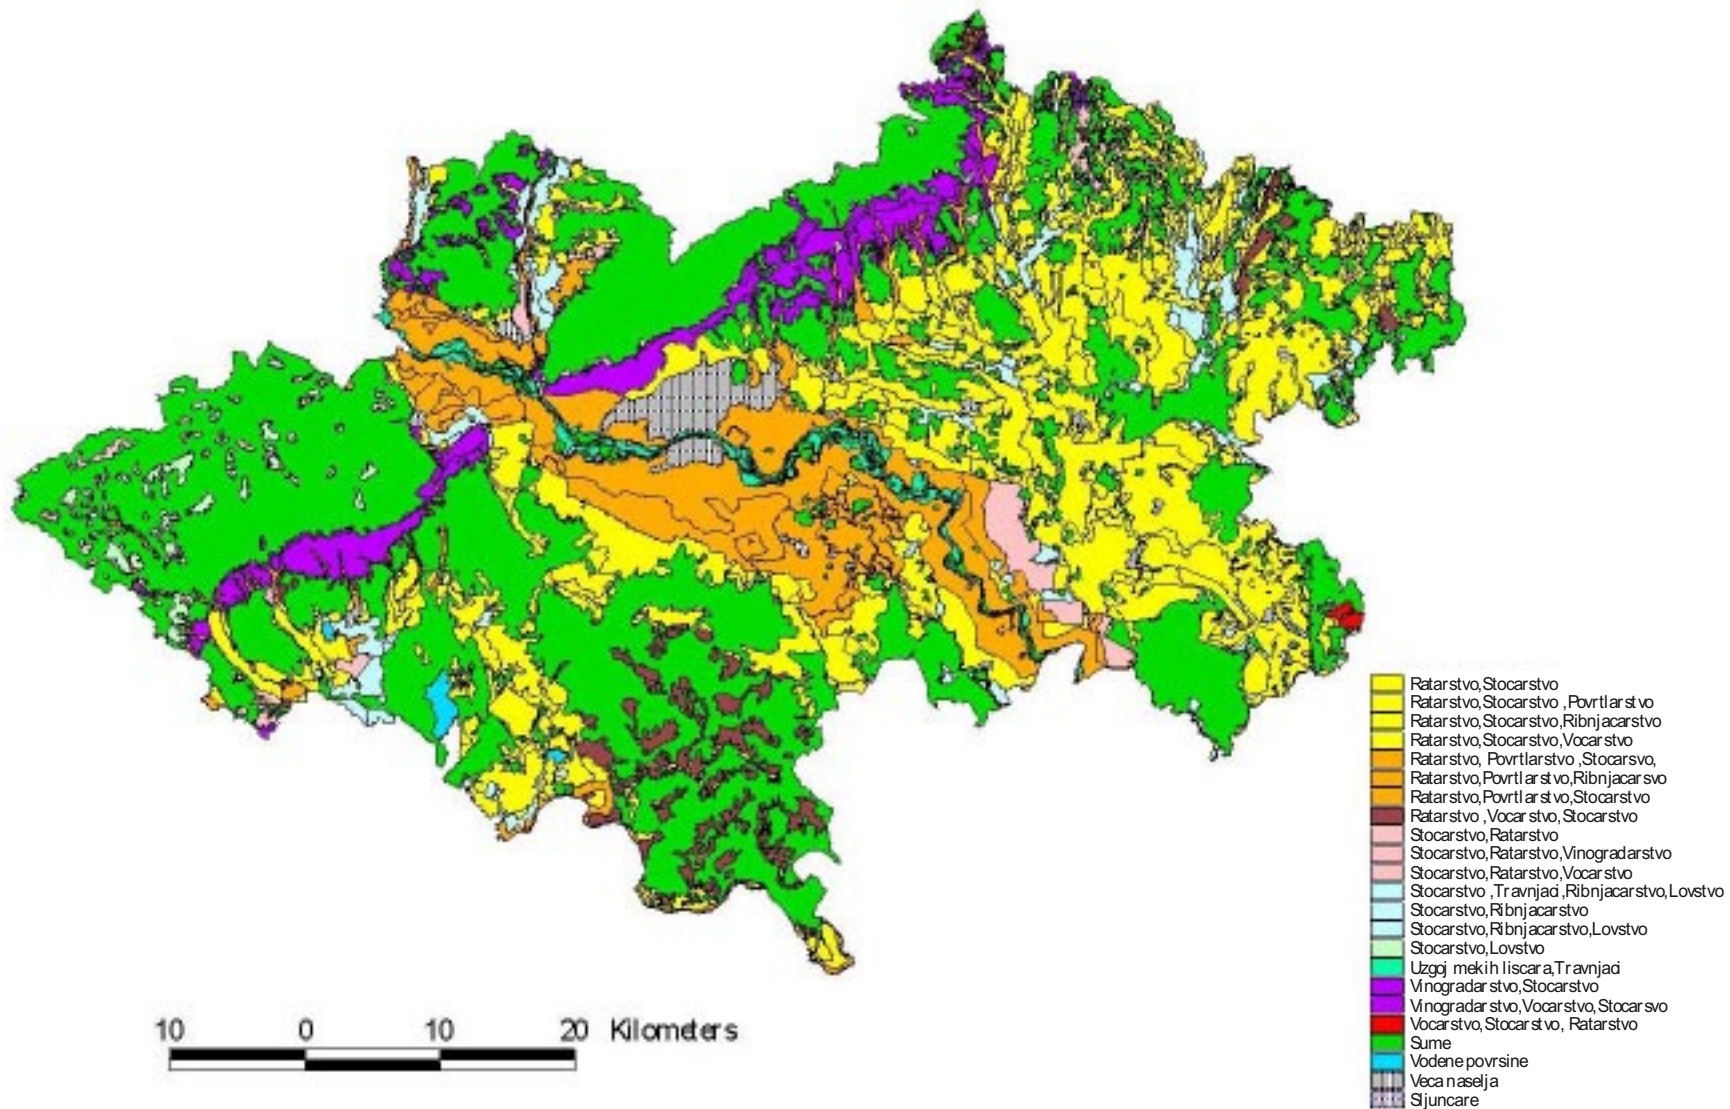 Ratarstvo,Stocarstvo
Ratarstvo,Stocarstvo ,Povrtlarstvo
Ratarstvo,Stocarstvo,Ribnjacarstvo
Ratarstvo,Stocarstvo,Vocarstvo
Ratarstvo, Povrtlarstvo ,Stocarsvo,
Ratarstvo,Povrtlarstvo,Ribnjacarsvo
Ratarstvo,Povrtlarstvo,Stocarstvo
Ratarstvo ,Vocarstvo,Stocarstvo
Stocarstvo,Ratarstvo
Stocarstvo,Ratarstvo,Vinogradarstvo
Stocarstvo,Ratarstvo,Vocarstvo
Stocarstvo ,Travnjaci,Ribnjacarstvo,Lovstvo
Stocarstvo,Ribnjacarstvo
Stocarstvo,Ribnjacarstvo,Lovstvo
Stocarstvo,Lovstvo
Uzgoj mekih liscara,Travnjaci
Vinogradarstvo,Stocarstvo
Vinogradarstvo,Vocarstvo,Stocarsvo
Vocarstvo,Stocarstvo, Ratarstvo
Sume
Vodene povrsine
Veca naselja
Sljuncare
10 0 10 20 Kilometers